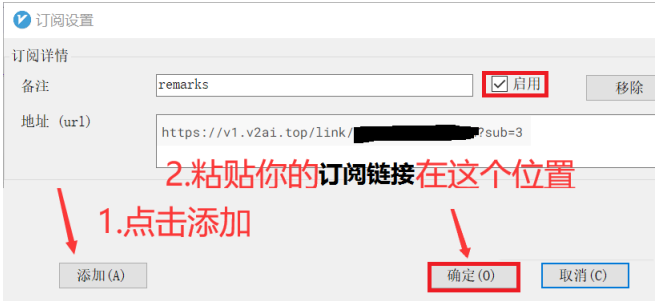 订阅设置
订阅详情
备注 remarks 启用 移除
地址 (url) https://v1.v2ai.top/link/ ?sub=3
2.粘贴你的订阅链接在这个位置
1.点击添加
添加(A) 确定(O) 取消(C)